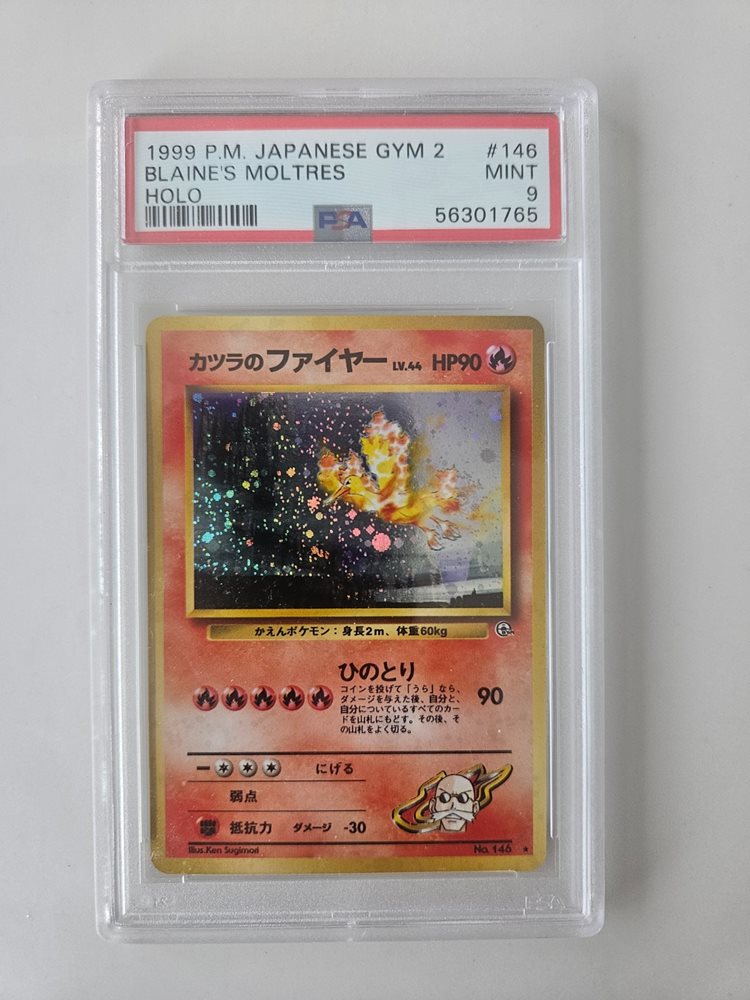 1999 P.M. JAPANESE GYM 2 #146
BLAINE'S MOLTRES MINT
HOLO 9
PSA 56301765
カツラのファイヤー LV.44 HP90
かえんポケモン：身長2m、体重60kg
ひのとり
コインを投げて「うら」なら、
ダメージを与えた後、自分と、
自分についているすべてのカー
ドを山札にもどす。その後、そ
の山札をよく切る。
90
にげる
弱点
抵抗力 ダメージ -30
Illus.Ken Sugimori No. 146 ★
PSA